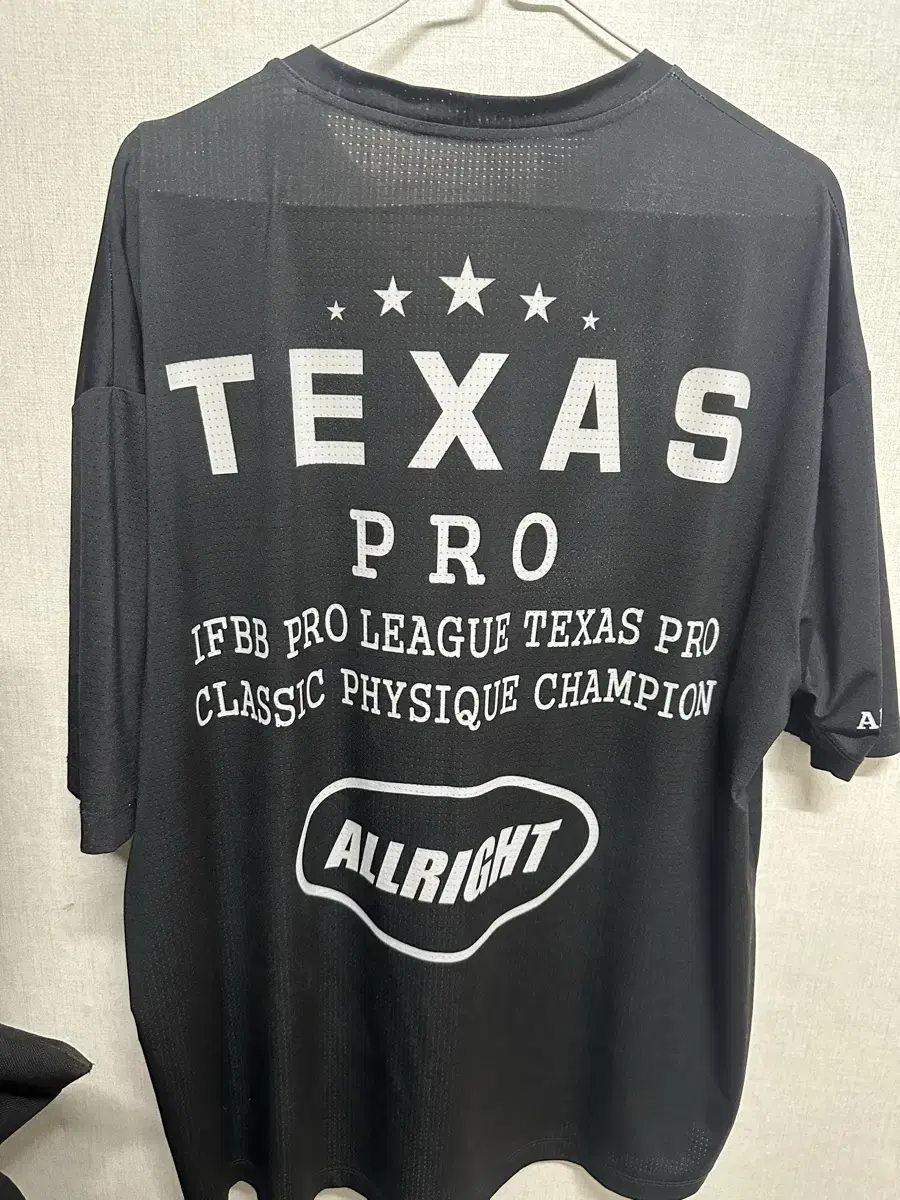 TEXAS
PRO
IFBB PRO LEAGUE TEXAS PRO
CLASSIC PHYSIQUE CHAMPION
ALLRIGHT